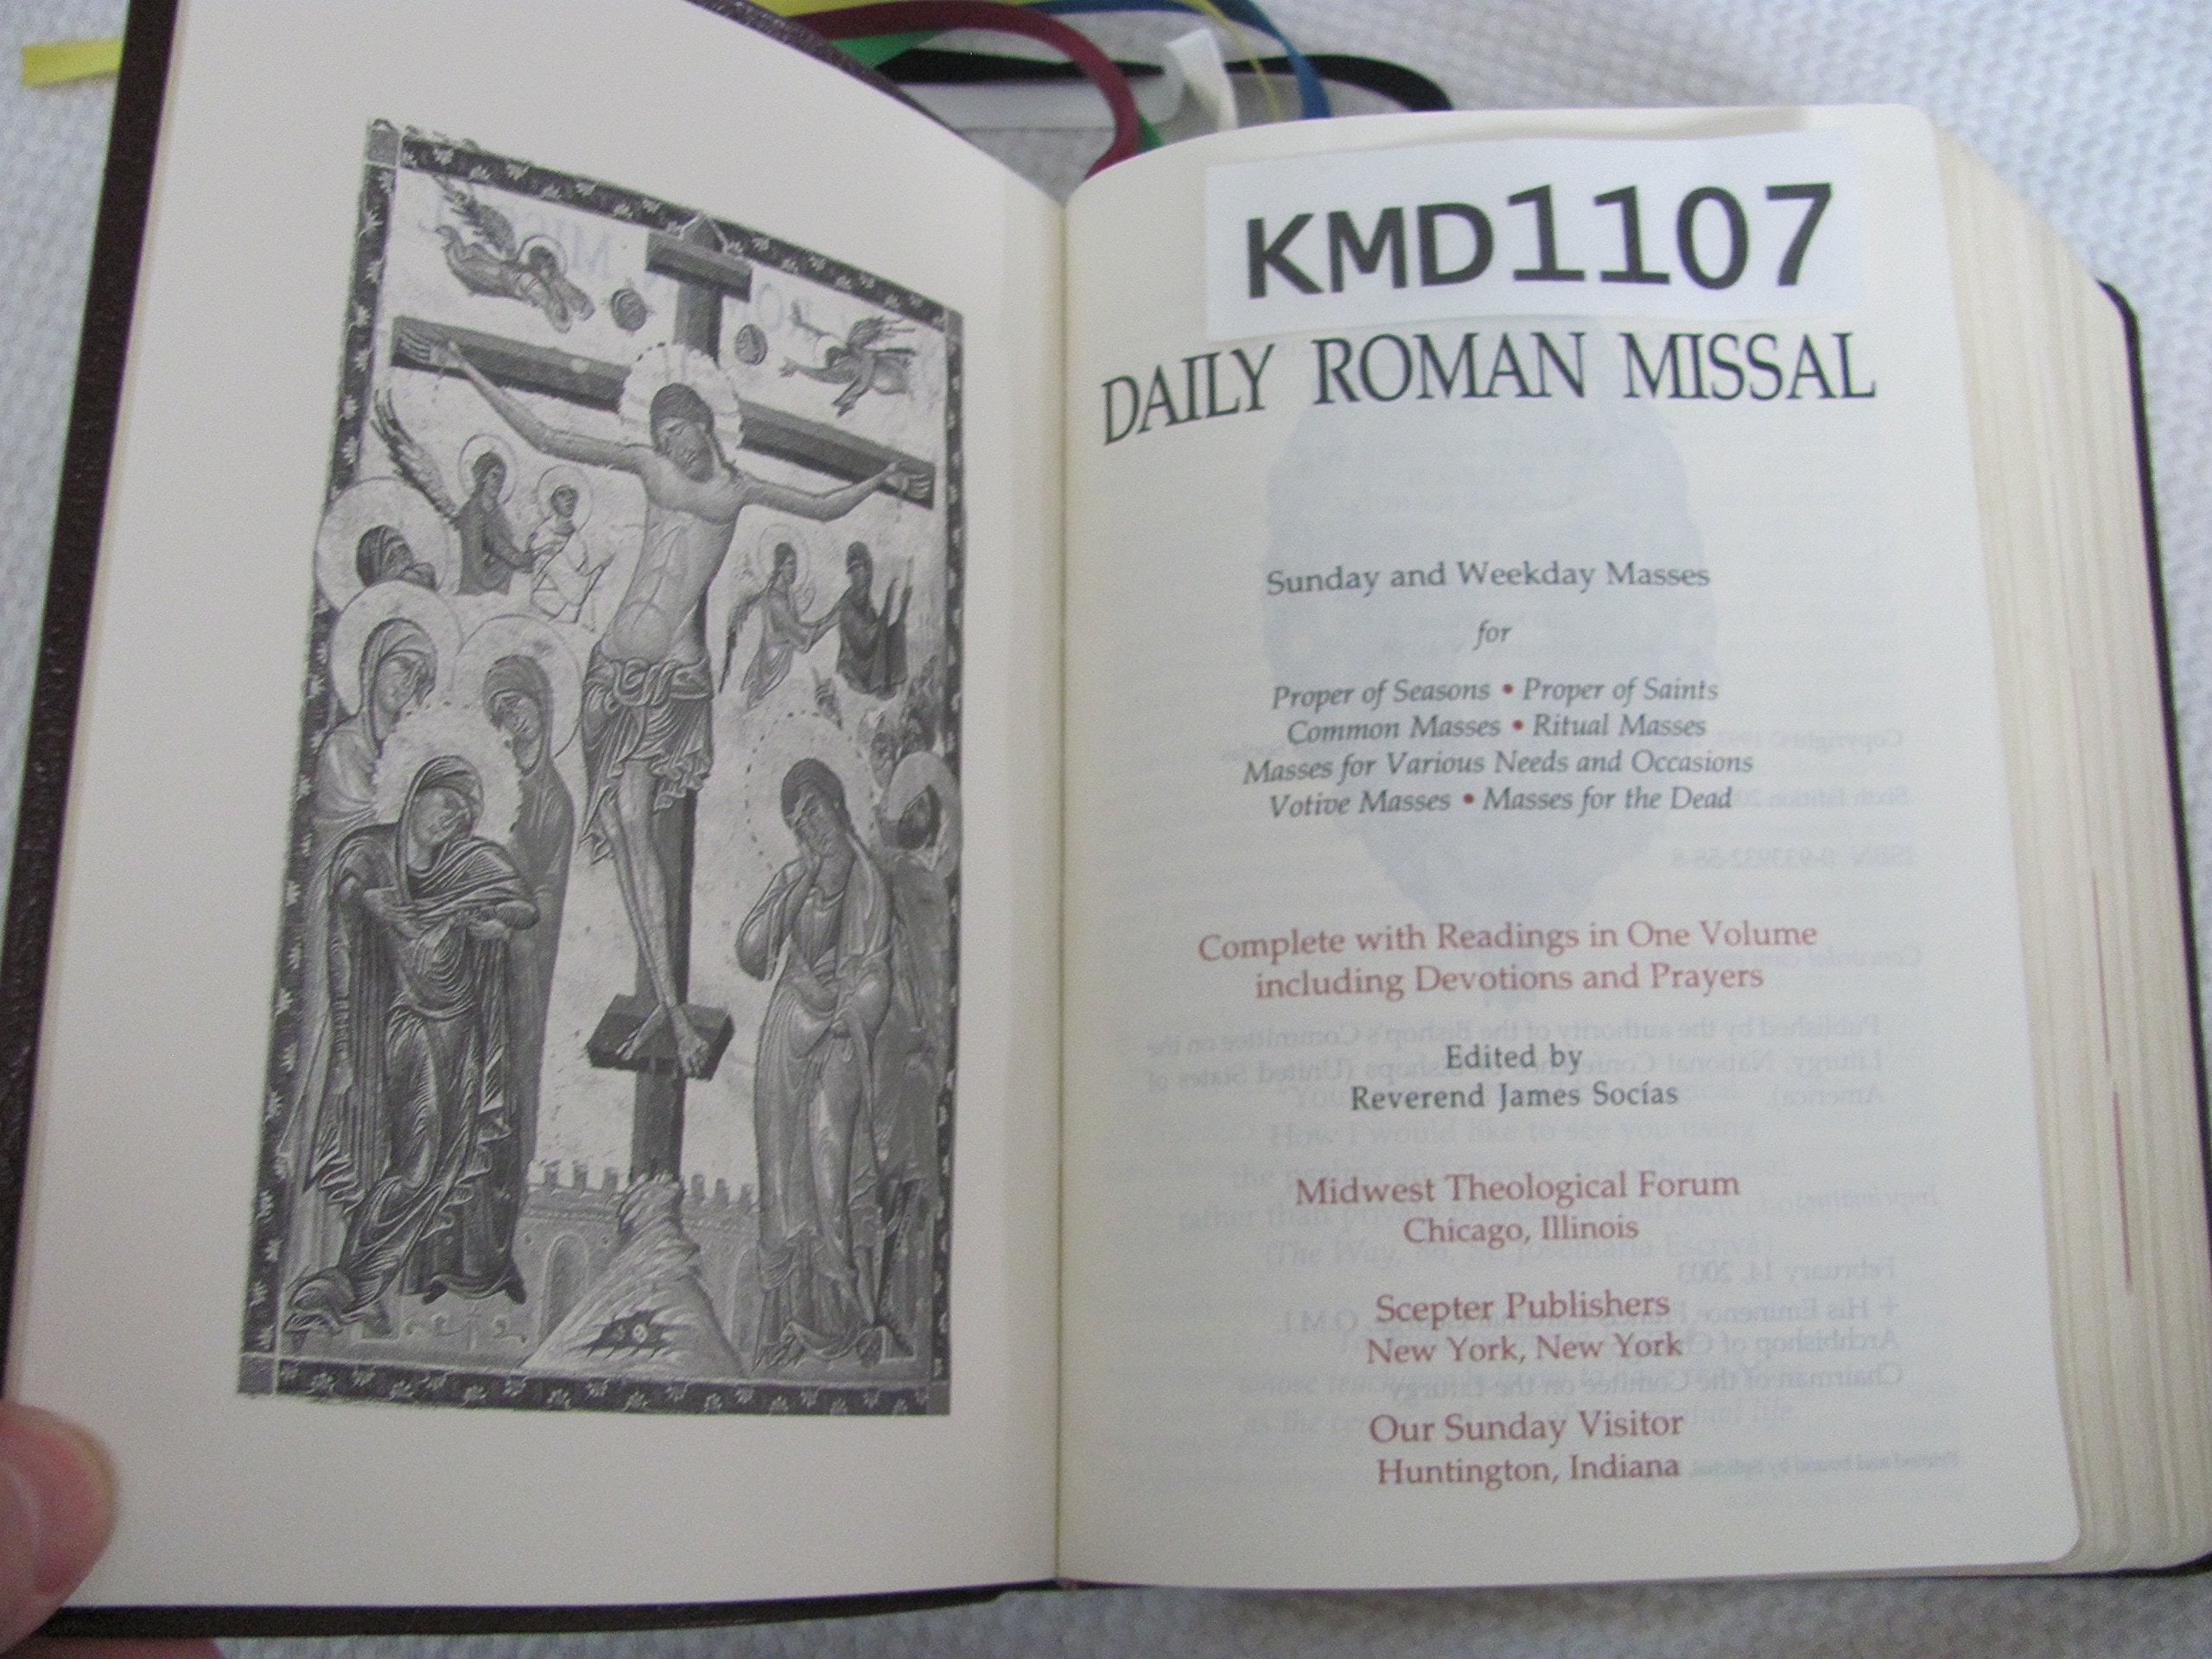 KMD1107
DAILY ROMAN MISSAL
Sunday and Weekday Masses
for
Proper of Seasons • Proper of Saints
Common Masses • Ritual Masses
Masses for Various Needs and Occasions
Votive Masses • Masses for the Dead
Complete with Readings in One Volume
including Devotions and Prayers
Edited by
Reverend James Socías
Midwest Theological Forum
Chicago, Illinois
Scepter Publishers
New York, New York
Our Sunday Visitor
Huntington, Indiana